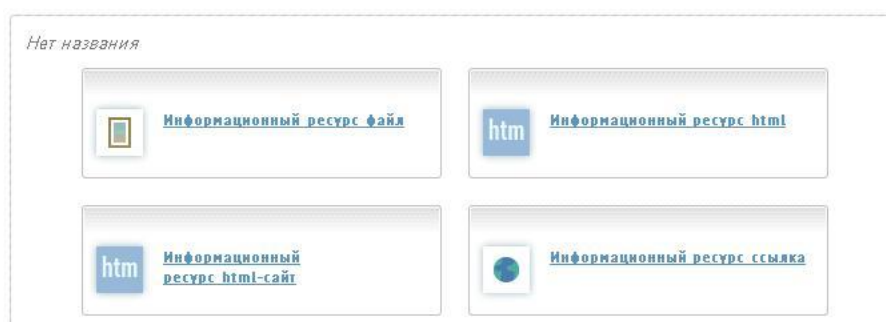 Нет названия
Информационный ресурс файл
htm
Информационный ресурс html
htm
Информационный
ресурс html-сайт
Информационный ресурс ссылка